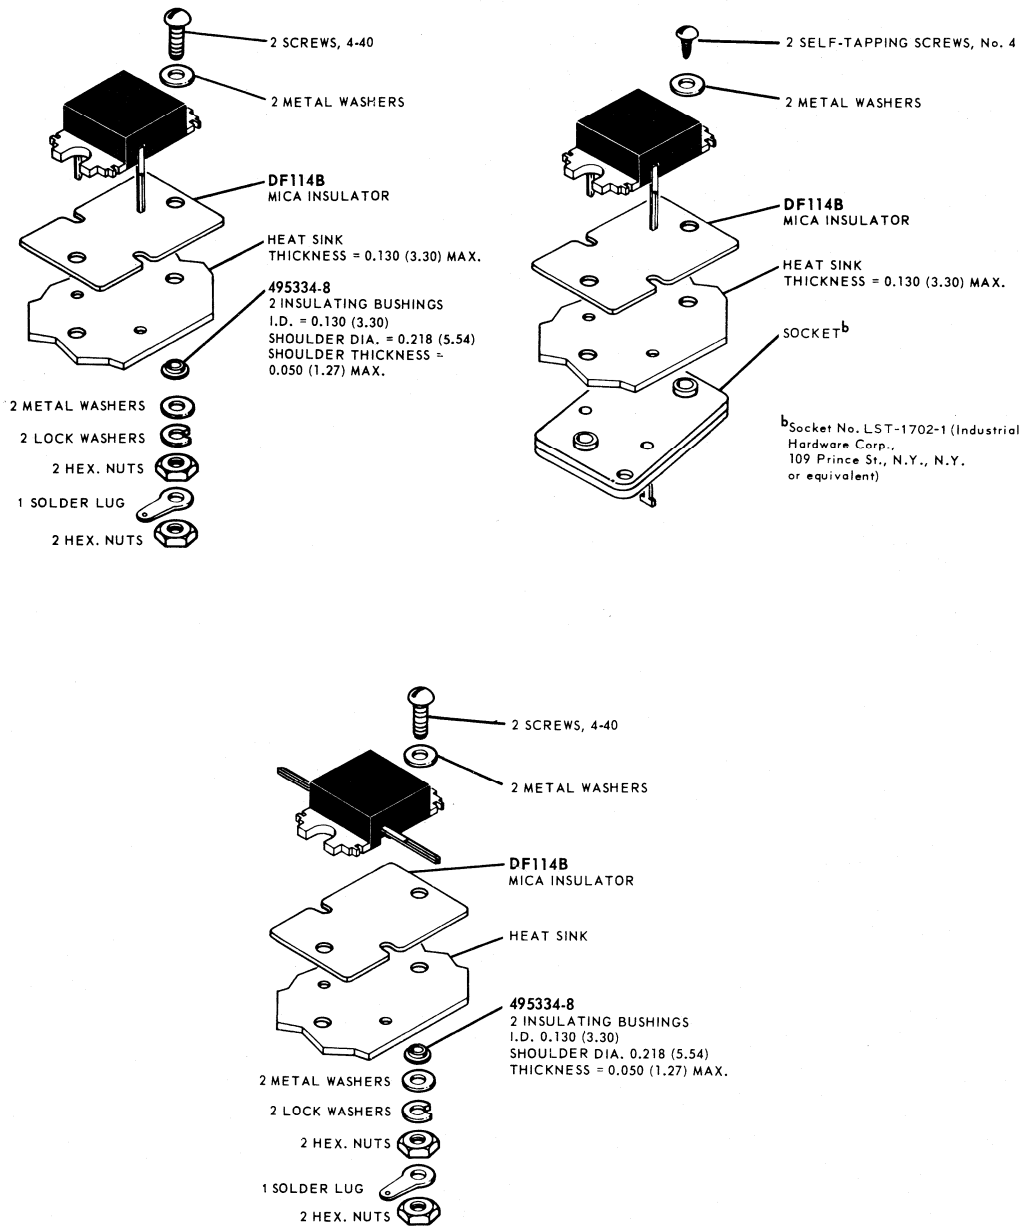 2 SCREWS, 4-40
2 METAL WASHERS
DF114B
MICA INSULATOR
HEAT SINK
THICKNESS = 0.130 (3.30) MAX.
495334-8
2 INSULATING BUSHINGS
I.D. = 0.130 (3.30)
SHOULDER DIA. = 0.218 (5.54)
SHOULDER THICKNESS =
0.050 (1.27) MAX.
2 METAL WASHERS
2 LOCK WASHERS
2 HEX. NUTS
1 SOLDER LUG
2 HEX. NUTS
2 SELF-TAPPING SCREWS, No. 4
2 METAL WASHERS
DF114B
MICA INSULATOR
HEAT SINK
THICKNESS = 0.130 (3.30) MAX.
SOCKETb
bSocket No. LST-1702-1 (Industrial
Hardware Corp.,
109 Prince St., N.Y., N.Y.
or equivalent)
2 SCREWS, 4-40
2 METAL WASHERS
DF114B
MICA INSULATOR
HEAT SINK
495334-8
2 INSULATING BUSHINGS
I.D. 0.130 (3.30)
SHOULDER DIA. 0.218 (5.54)
THICKNESS = 0.050 (1.27) MAX.
2 METAL WASHERS
2 LOCK WASHERS
2 HEX. NUTS
1 SOLDER LUG
2 HEX. NUTS